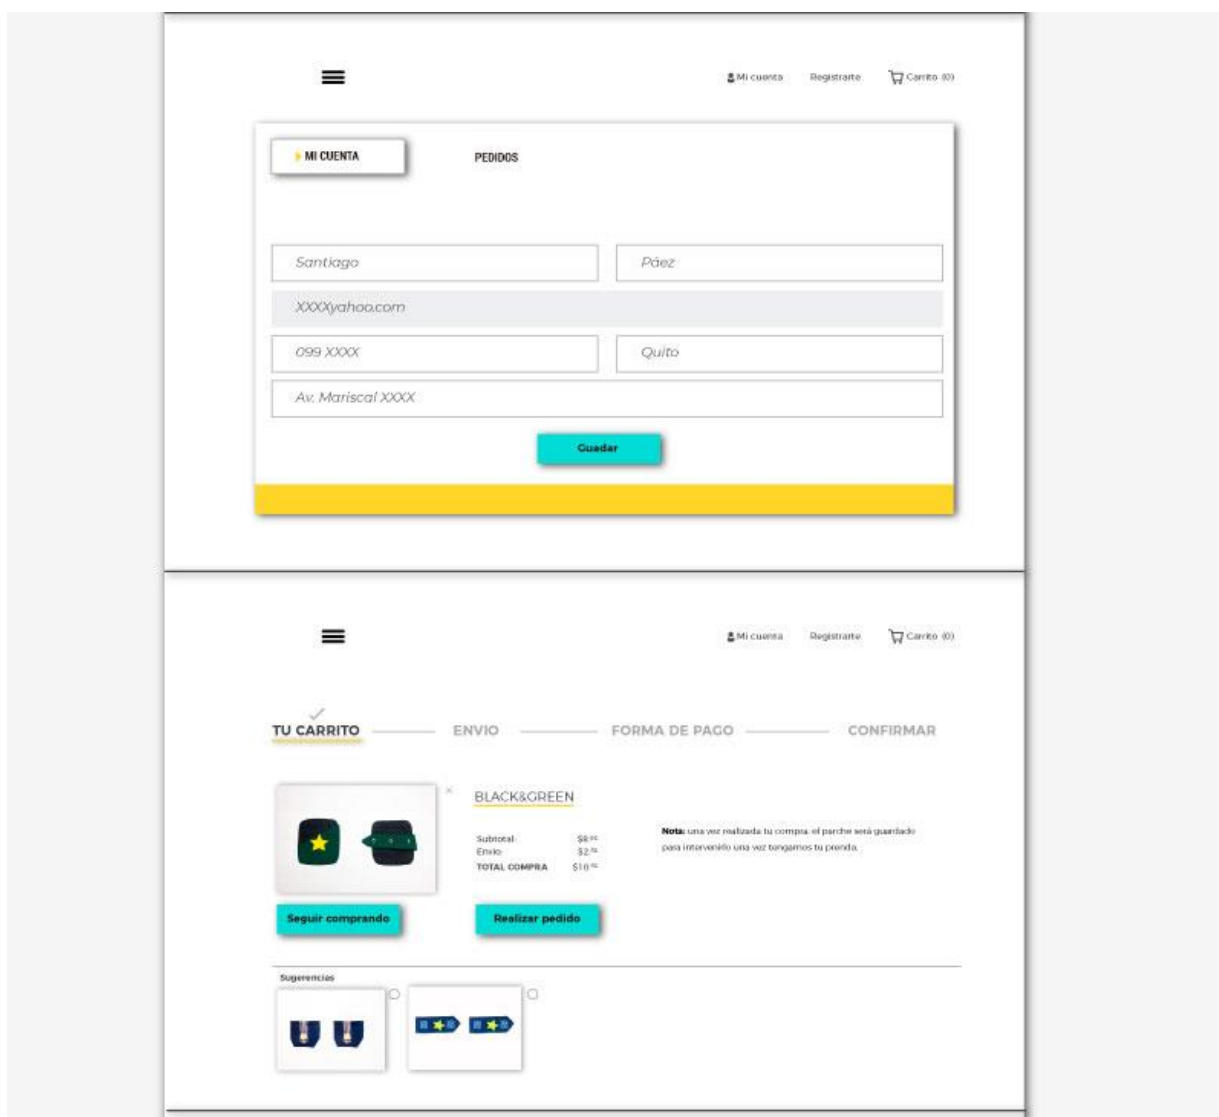 Mi cuenta Registrarte Carrito (0)
MI CUENTA PEDIDOS
Santiago Páez
XXXXyahoo.com
099 XXXX Quito
Av. Mariscal XXXX
Guadar
Mi cuenta Registrarte Carrito (0)
TU CARRITO ENVIO FORMA DE PAGO CONFIRMAR
BLACK&GREEN
Subtotal: $8
Envio: $2
TOTAL COMPRA $10
Nota: una vez realizada tu compra, el parche será guardado
para intervenirlo una vez tengamos tu prenda.
Seguir comprando Realizar pedido
Sugerencias